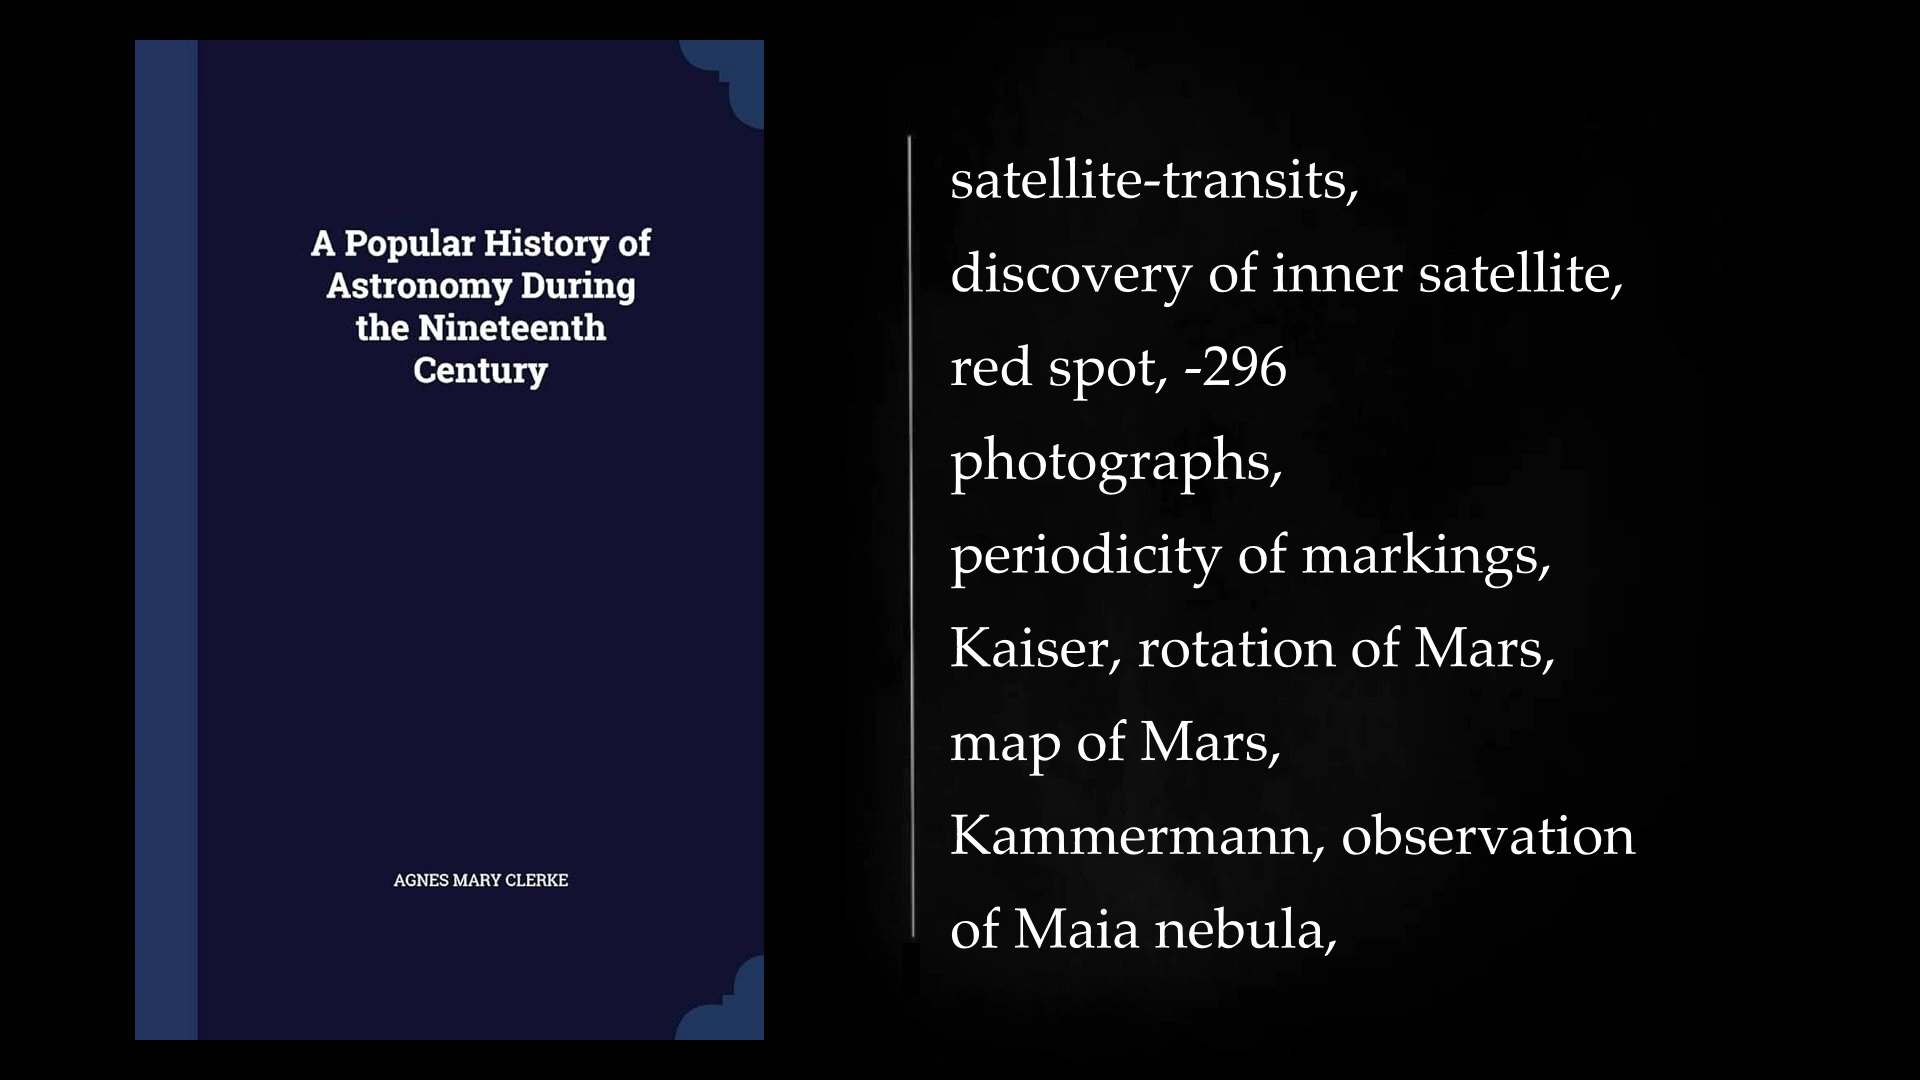 A Popular History of
Astronomy During
the Nineteenth
Century
AGNES MARY CLERKE
satellite-transits,
discovery of inner satellite,
red spot, -296
photographs,
periodicity of markings,
Kaiser, rotation of Mars,
map of Mars,
Kammermann, observation
of Maia nebula,